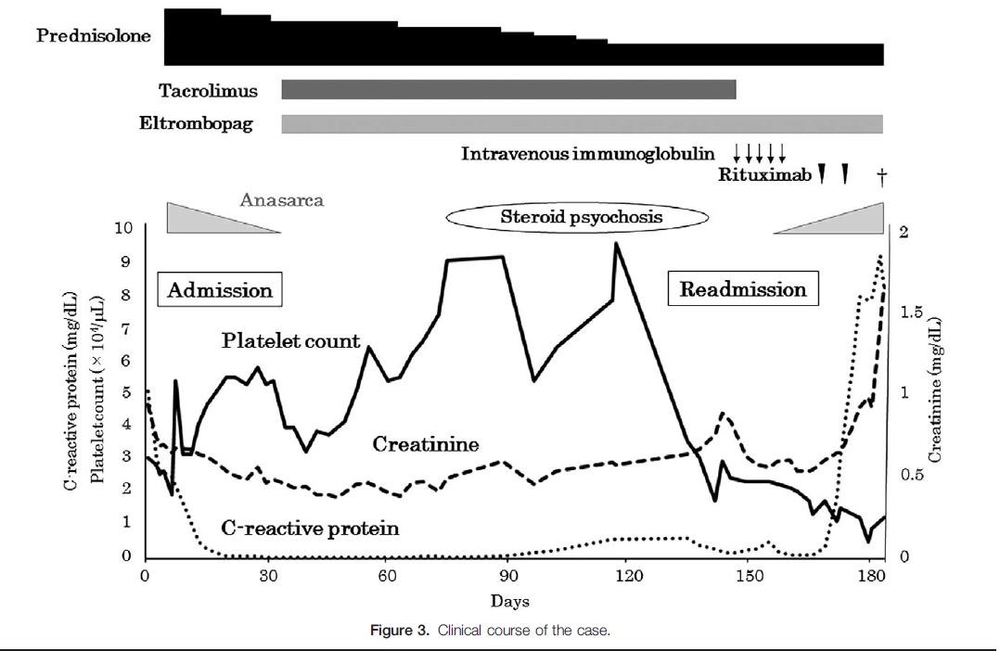 Prednisolone
Tacrolimus
Eltrombopag
Intravenous immunoglobulin
Rituximab
†
Anasarca
Steroid psyochosis
Admission
Readmission
Platelet count
Creatinine
C-reactive protein
C-reactive protein (mg/dL)
Platelet count (× 10⁴/μL)
10
9
8
7
6
5
4
3
2
1
0
2
1.5
1
0.5
0
Creatinine (mg/dL)
0 30 60 90 120 150 180
Days
Figure 3. Clinical course of the case.